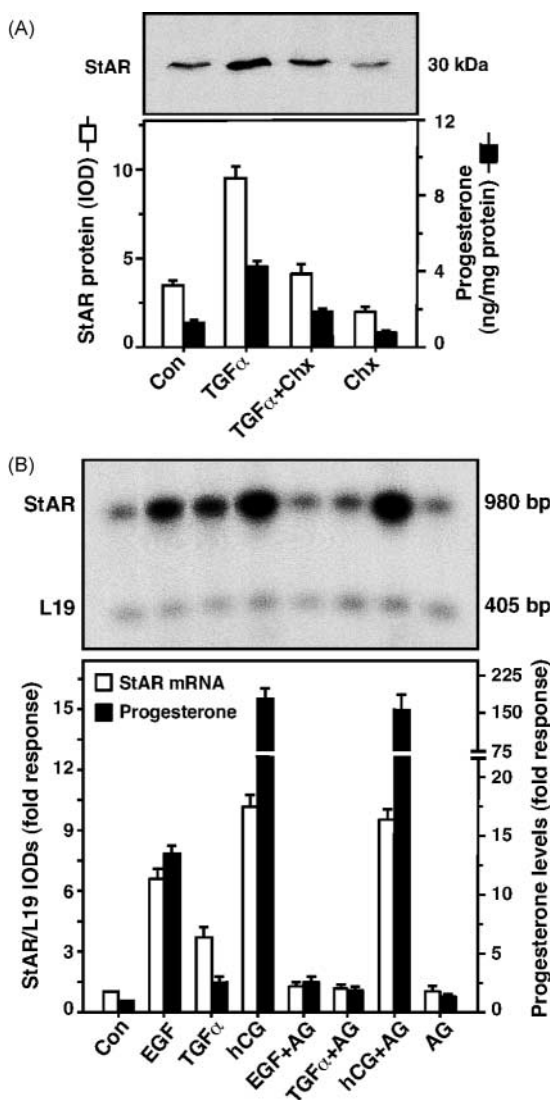 (A)
StAR
30 kDa
StAR protein (IOD)
10
5
0
12
8
4
0
Progesterone
(ng/mg protein)
Con
TGFα
TGFα+Chx
Chx
(B)
StAR
980 bp
L19
405 bp
StAR mRNA
Progesterone
StAR/L19 IODs (fold response)
15
12
9
6
3
0
225
150
75
20
15
10
5
0
Progesterone levels (fold response)
Con
EGF
TGFα
hCG
EGF+AG
TGFα+AG
hCG+AG
AG